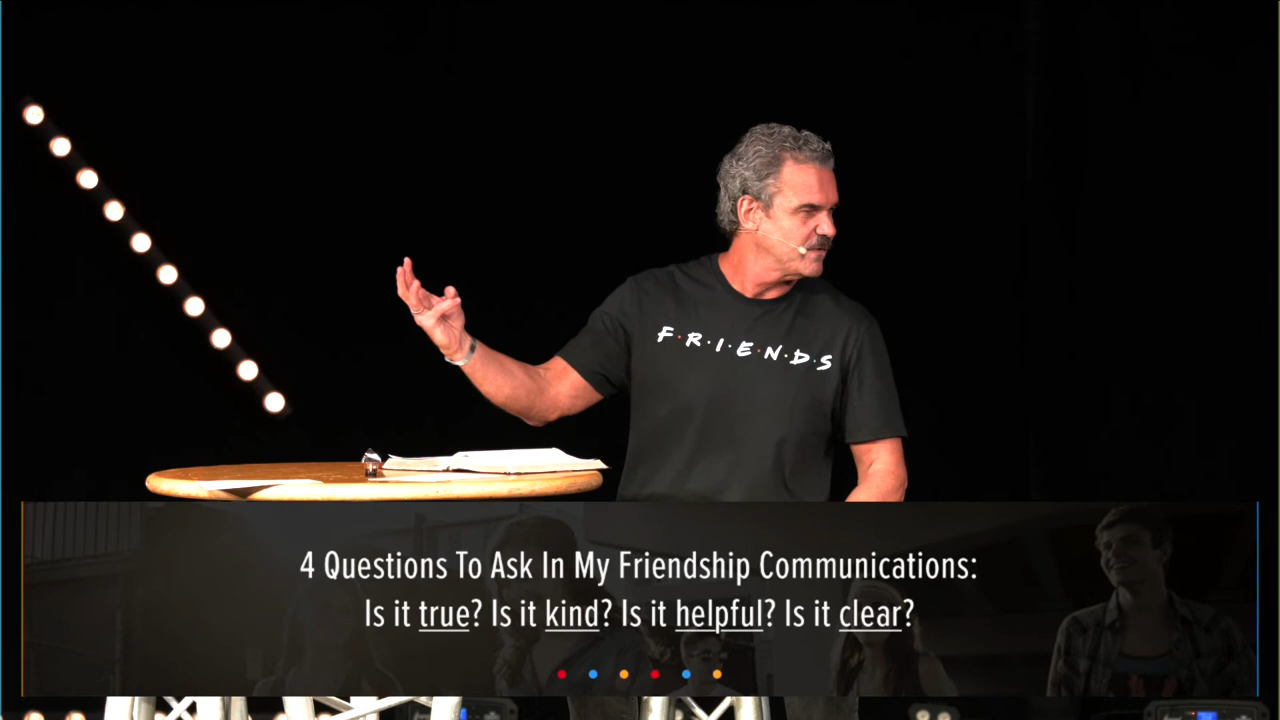 F·R·I·E·N·D·S
4 Questions To Ask In My Friendship Communications:
Is it true? Is it kind? Is it helpful? Is it clear?